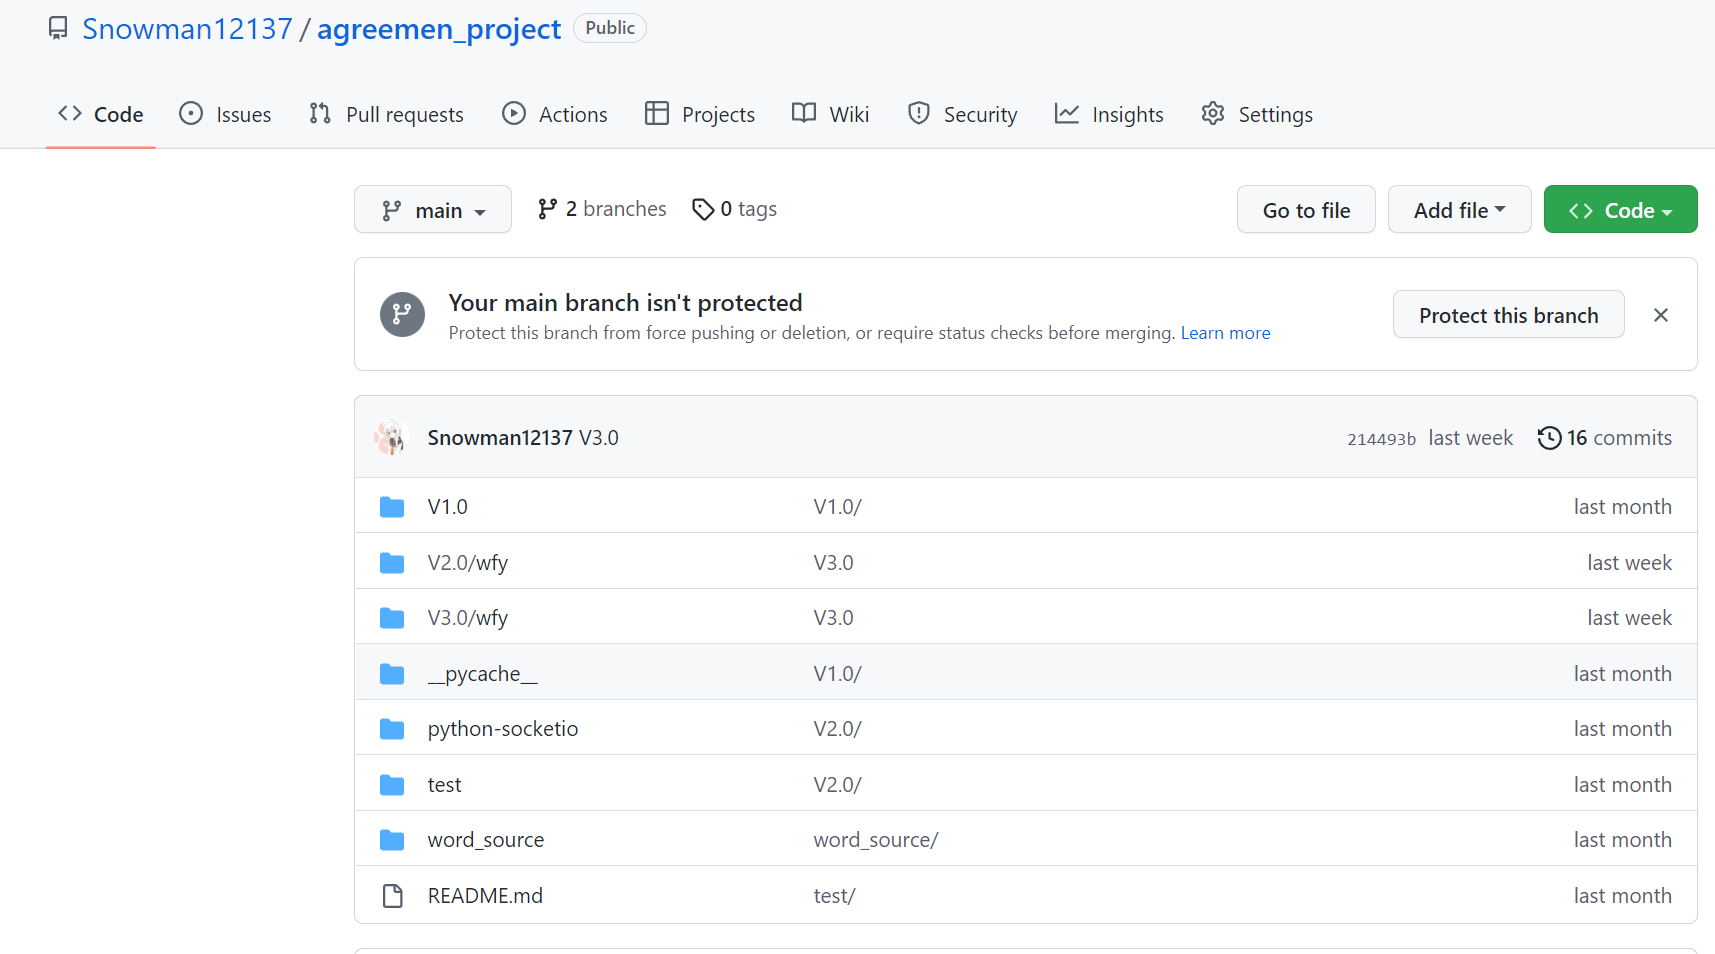 Snowman12137 / agreemen_project Public
Code Issues Pull requests Actions Projects Wiki Security Insights Settings
main 2 branches 0 tags Go to file Add file Code
Your main branch isn't protected
Protect this branch from force pushing or deletion, or require status checks before merging. Learn more
Protect this branch
Snowman12137 V3.0 214493b last week 16 commits
V1.0 V1.0/ last month
V2.0/wfy V3.0 last week
V3.0/wfy V3.0 last week
__pycache__ V1.0/ last month
python-socketio V2.0/ last month
test V2.0/ last month
word_source word_source/ last month
README.md test/ last month